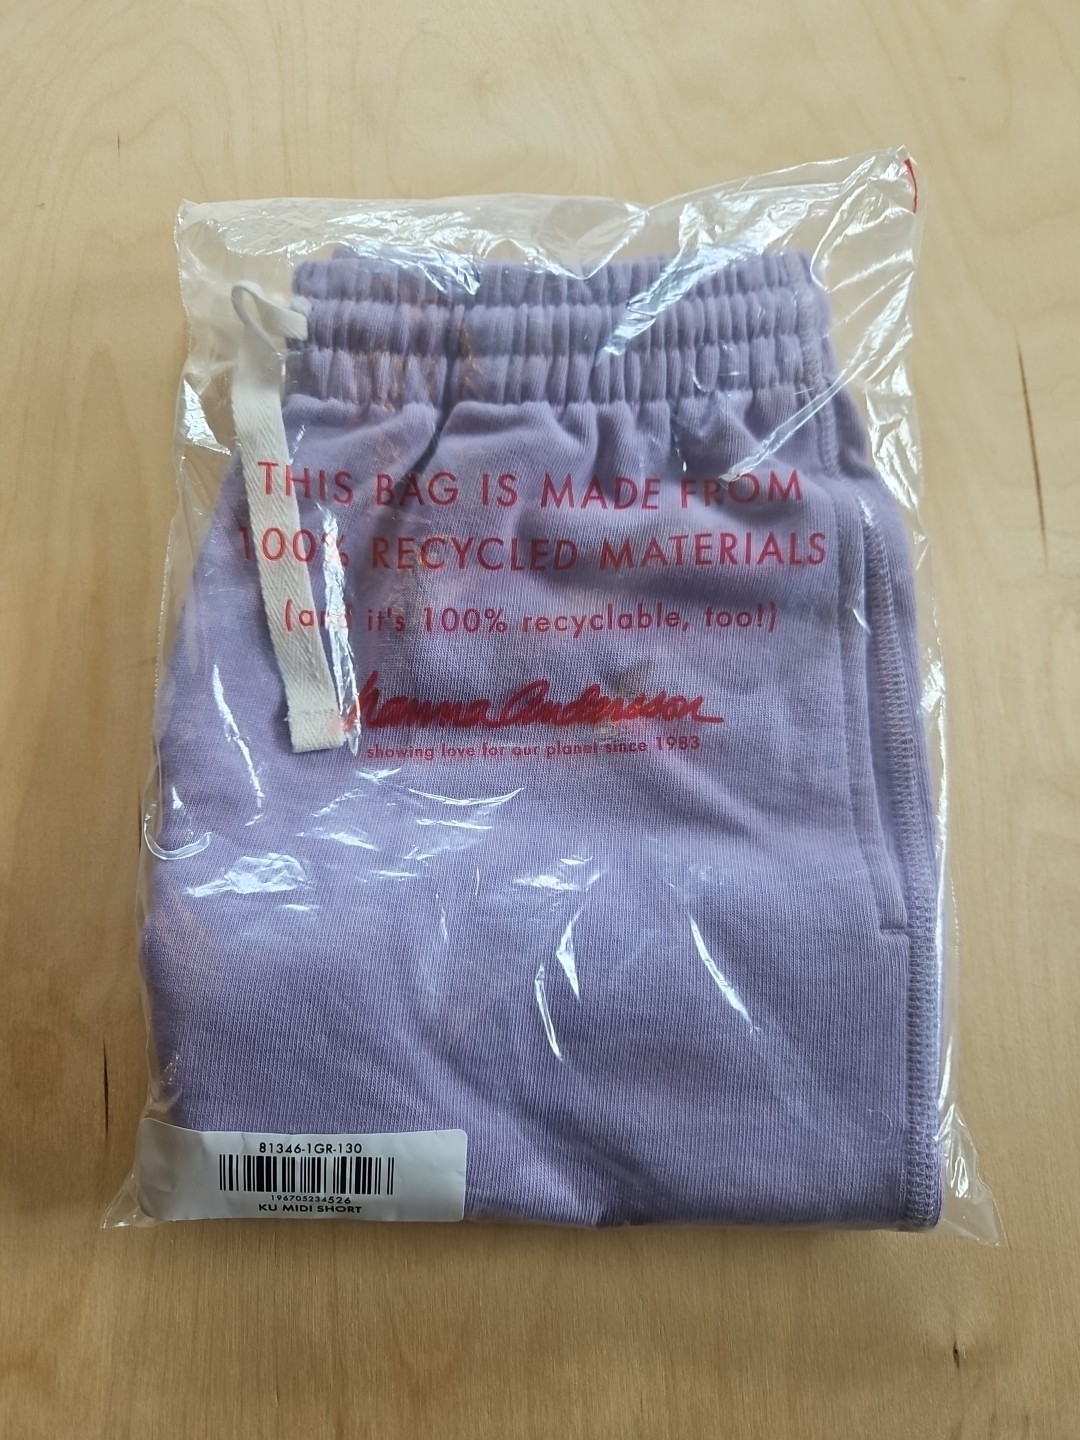 THIS BAG IS MADE FROM
100% RECYCLED MATERIALS
(and it's 100% recyclable, too!)
hanna Andersson
showing love for our planet since 1983
81346-1GR-130
196705234526
KU MIDI SHORT